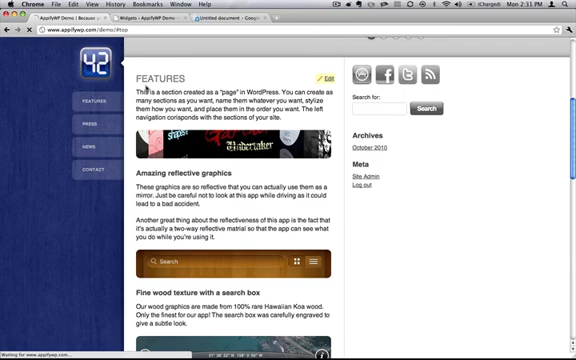 Chrome File Edit View History Bookmarks Window Help
(Charged) Mon 2:31 PM
AppifyWP Demo | Because
Widgets ‹ AppifyWP Demo
Untitled document - Google
www.appifywp.com/demo/#top
42
FEATURES
PRESS
NEWS
CONTACT
FEATURES
Edit
This is a section created as a "page" in WordPress. You can create as
many sections as you want, name them whatever you want, stylize
them how you want, and place them in the order you want. The left
navigation corisponds with the sections of your site.
Undertaker
Amazing reflective graphics
These graphics are so reflective that you can actually use them as a
mirror. Just be careful not to look at this app while driving as it could
lead to a bad accident.
Another great thing about the reflectiveness of this app is the fact that
it's actually a two-way reflective matrial so that the app can see what
you do while you're using it.
Search
Fine wood texture with a search box
Our wood graphics are made from 100% rare Hawaiian Koa wood.
Only the finest for our app! The search box was carefully engraved to
give a subtle look.
Search for:
Search
Archives
October 2010
Meta
Site Admin
Log out
Waiting for www.appifywp.com...